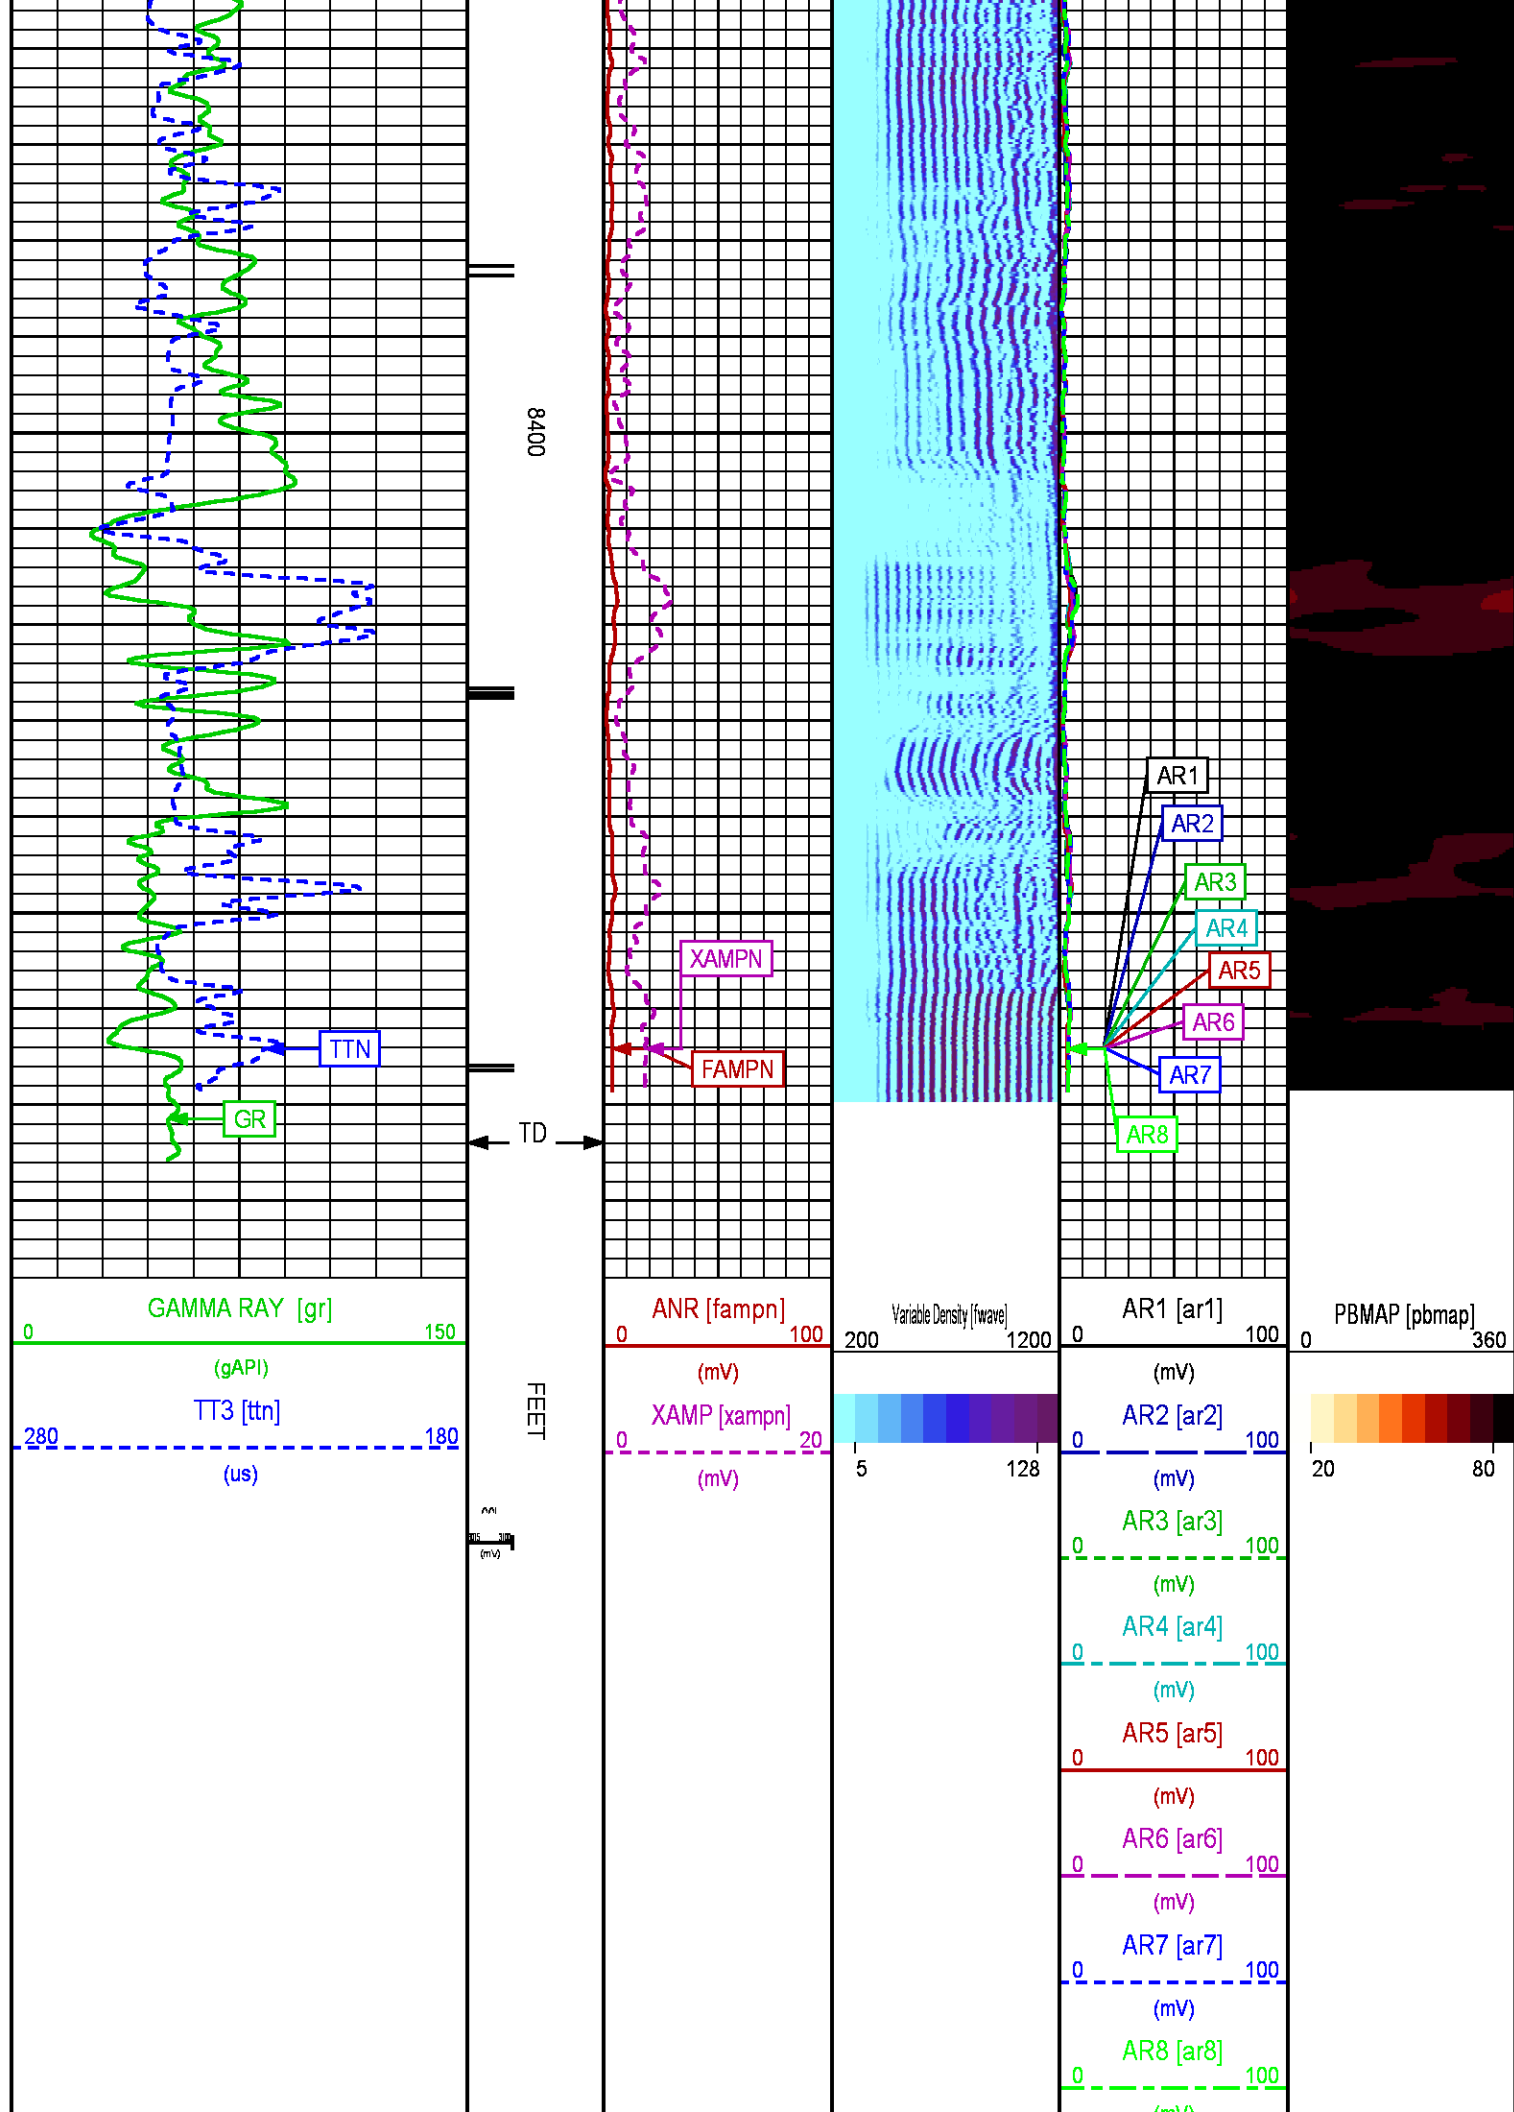 8400
AR1
AR2
AR3
AR4
XAMPN
AR5
AR6
TTN
FAMPN
AR7
GR
TD
AR8
GAMMA RAY [gr]
0 150
(gAPI)
TT3 [ttn]
280 180
(us)
FEET
(mV)
ANR [fampn]
0 100
(mV)
XAMP [xampn]
0 20
(mV)
Variable Density [fwave]
200 1200
5 128
AR1 [ar1]
0 100
(mV)
AR2 [ar2]
0 100
(mV)
AR3 [ar3]
0 100
(mV)
AR4 [ar4]
0 100
(mV)
AR5 [ar5]
0 100
(mV)
AR6 [ar6]
0 100
(mV)
AR7 [ar7]
0 100
(mV)
AR8 [ar8]
0 100
PBMAP [pbmap]
0 360
20 80